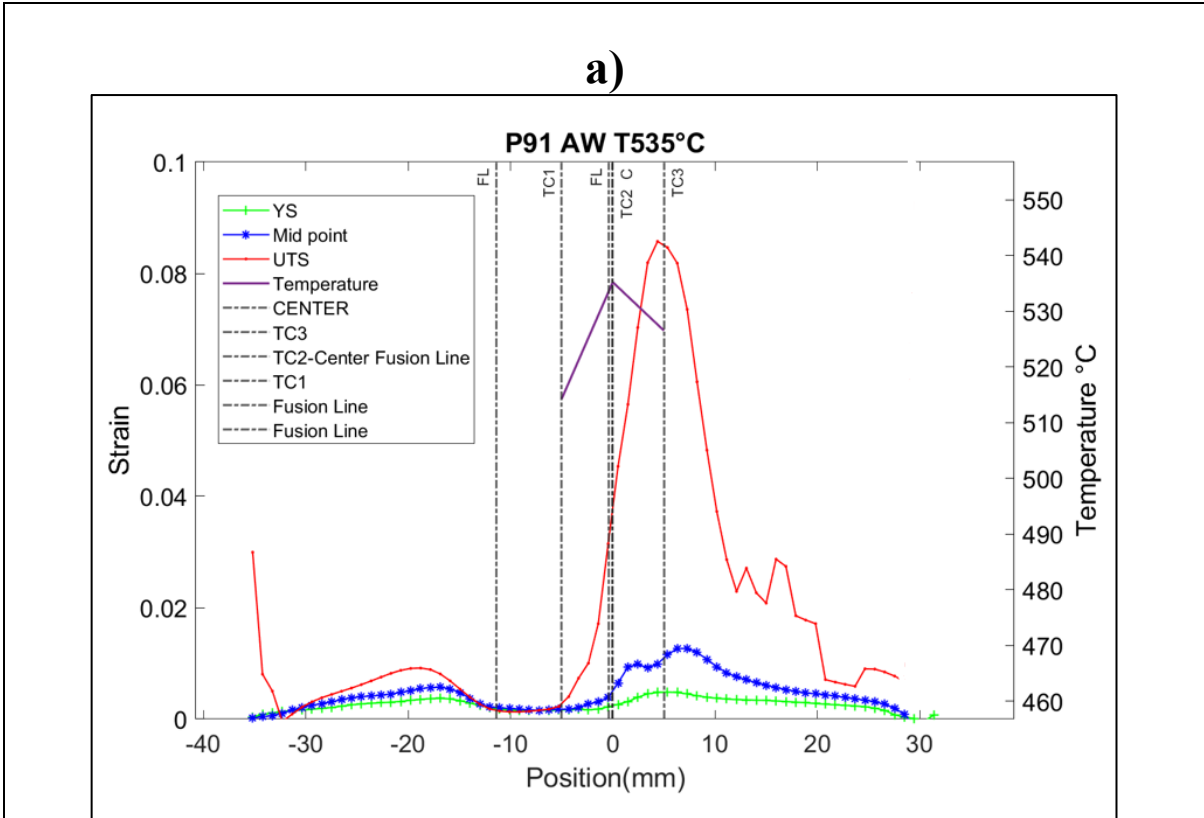 a)
P91 AW T535°C
0.1
0.08
0.06
0.04
0.02
0
Strain
FL
TC1
FL
TC2 C
TC3
YS
Mid point
UTS
Temperature
CENTER
TC3
TC2-Center Fusion Line
TC1
Fusion Line
Fusion Line
550
540
530
520
510
500
490
480
470
460
Temperature °C
-40 -30 -20 -10 0 10 20 30
Position(mm)